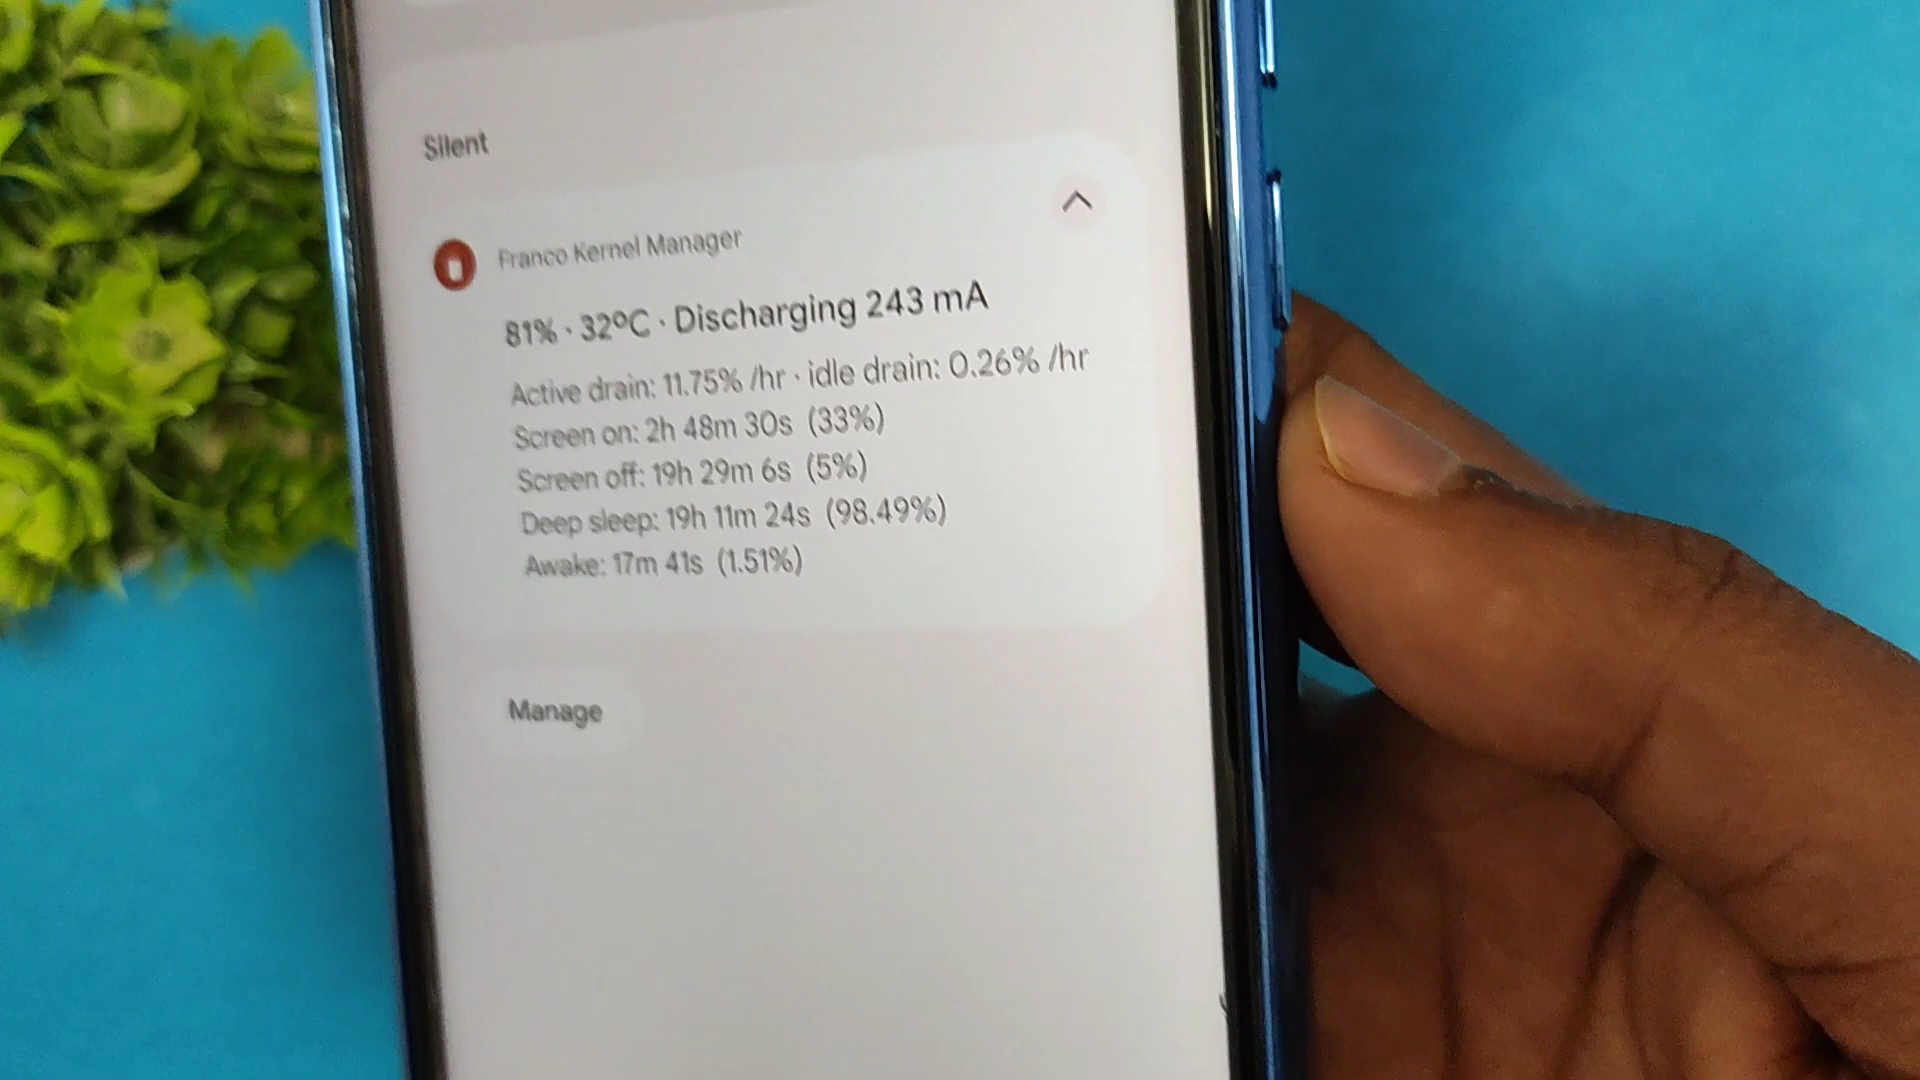 Silent
Franco Kernel Manager
81% · 32ºC · Discharging 243 mA
Active drain: 11.75% /hr · idle drain: 0.26% /hr
Screen on: 2h 48m 30s (33%)
Screen off: 19h 29m 6s (5%)
Deep sleep: 19h 11m 24s (98.49%)
Awake: 17m 41s (1.51%)
Manage